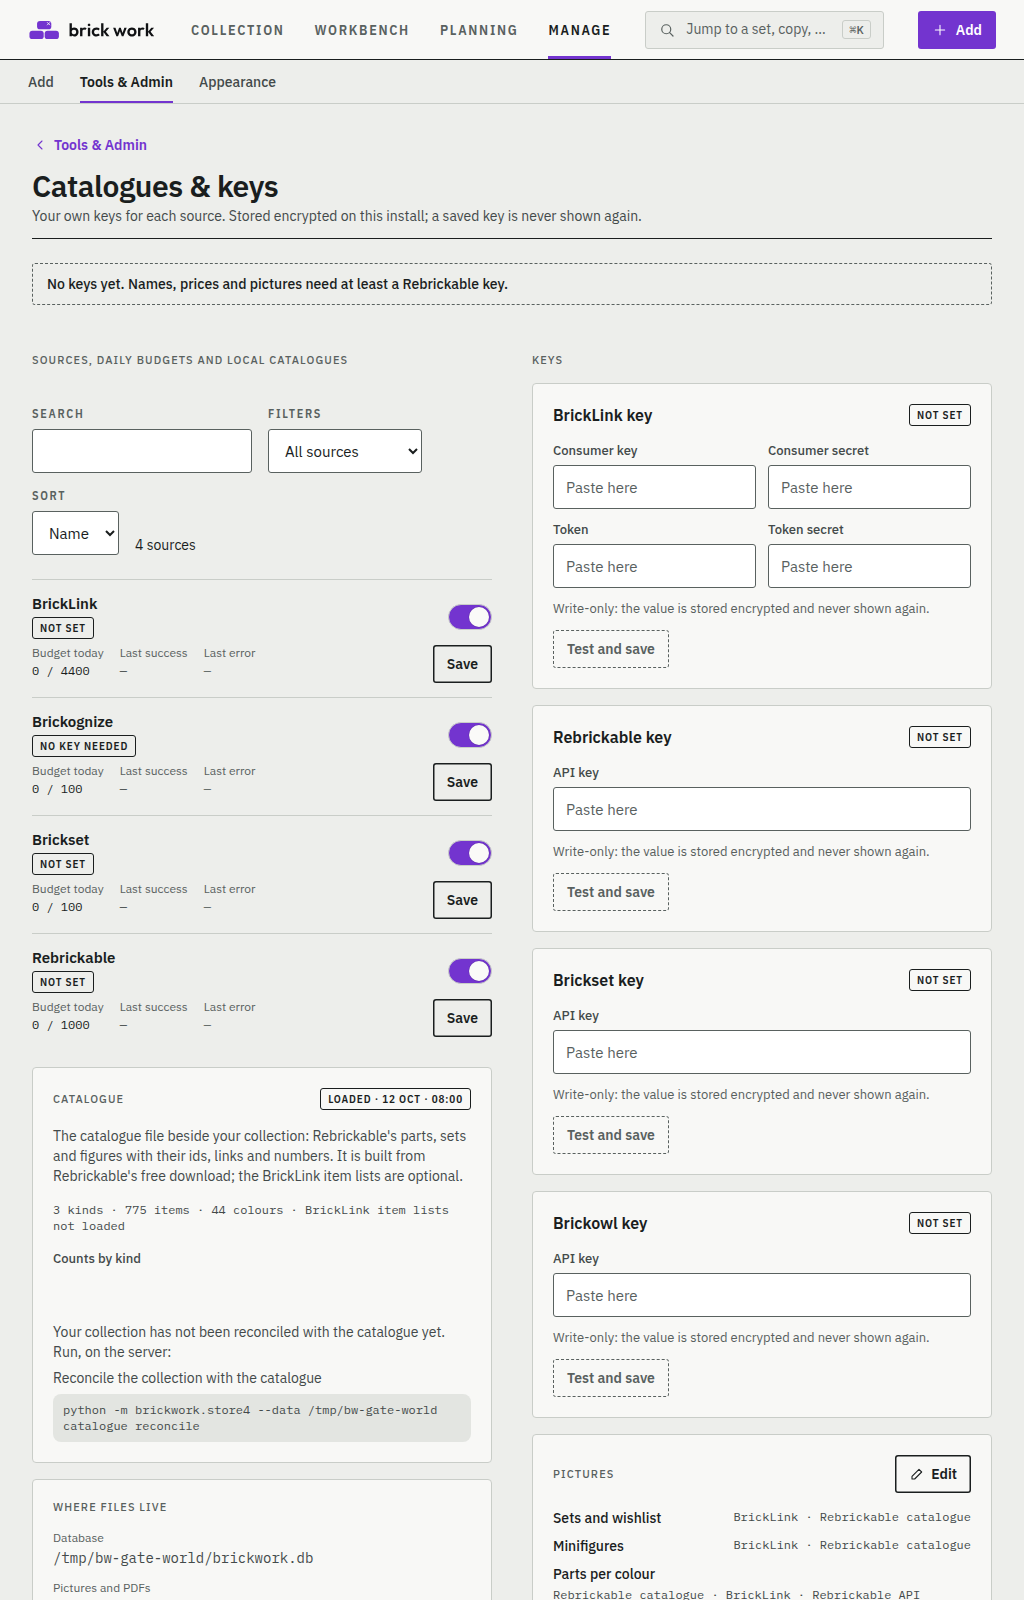 brick work
COLLECTION
WORKBENCH
PLANNING
MANAGE
Jump to a set, copy, ...
⌘K
Add
Add
Tools & Admin
Appearance
Tools & Admin
Catalogues & keys
Your own keys for each source. Stored encrypted on this install; a saved key is never shown again.
No keys yet. Names, prices and pictures need at least a Rebrickable key.
SOURCES, DAILY BUDGETS AND LOCAL CATALOGUES
SEARCH
FILTERS
All sources
SORT
Name
4 sources
BrickLink
NOT SET
Budget today Last success Last error
0 / 4400 — —
Save
Brickognize
NO KEY NEEDED
Budget today Last success Last error
0 / 100 — —
Save
Brickset
NOT SET
Budget today Last success Last error
0 / 100 — —
Save
Rebrickable
NOT SET
Budget today Last success Last error
0 / 1000 — —
Save
CATALOGUE
LOADED · 12 OCT · 08:00
The catalogue file beside your collection: Rebrickable's parts, sets
and figures with their ids, links and numbers. It is built from
Rebrickable's free download; the BrickLink item lists are optional.
3 kinds · 775 items · 44 colours · BrickLink item lists
not loaded
Counts by kind
Your collection has not been reconciled with the catalogue yet.
Run, on the server:
Reconcile the collection with the catalogue
python -m brickwork.store4 --data /tmp/bw-gate-world
catalogue reconcile
WHERE FILES LIVE
Database
/tmp/bw-gate-world/brickwork.db
Pictures and PDFs
KEYS
BrickLink key
NOT SET
Consumer key
Consumer secret
Paste here
Paste here
Token
Token secret
Paste here
Paste here
Write-only: the value is stored encrypted and never shown again.
Test and save
Rebrickable key
NOT SET
API key
Paste here
Write-only: the value is stored encrypted and never shown again.
Test and save
Brickset key
NOT SET
API key
Paste here
Write-only: the value is stored encrypted and never shown again.
Test and save
Brickowl key
NOT SET
API key
Paste here
Write-only: the value is stored encrypted and never shown again.
Test and save
PICTURES
Edit
Sets and wishlist
BrickLink · Rebrickable catalogue
Minifigures
BrickLink · Rebrickable catalogue
Parts per colour
Rebrickable catalogue · BrickLink · Rebrickable API